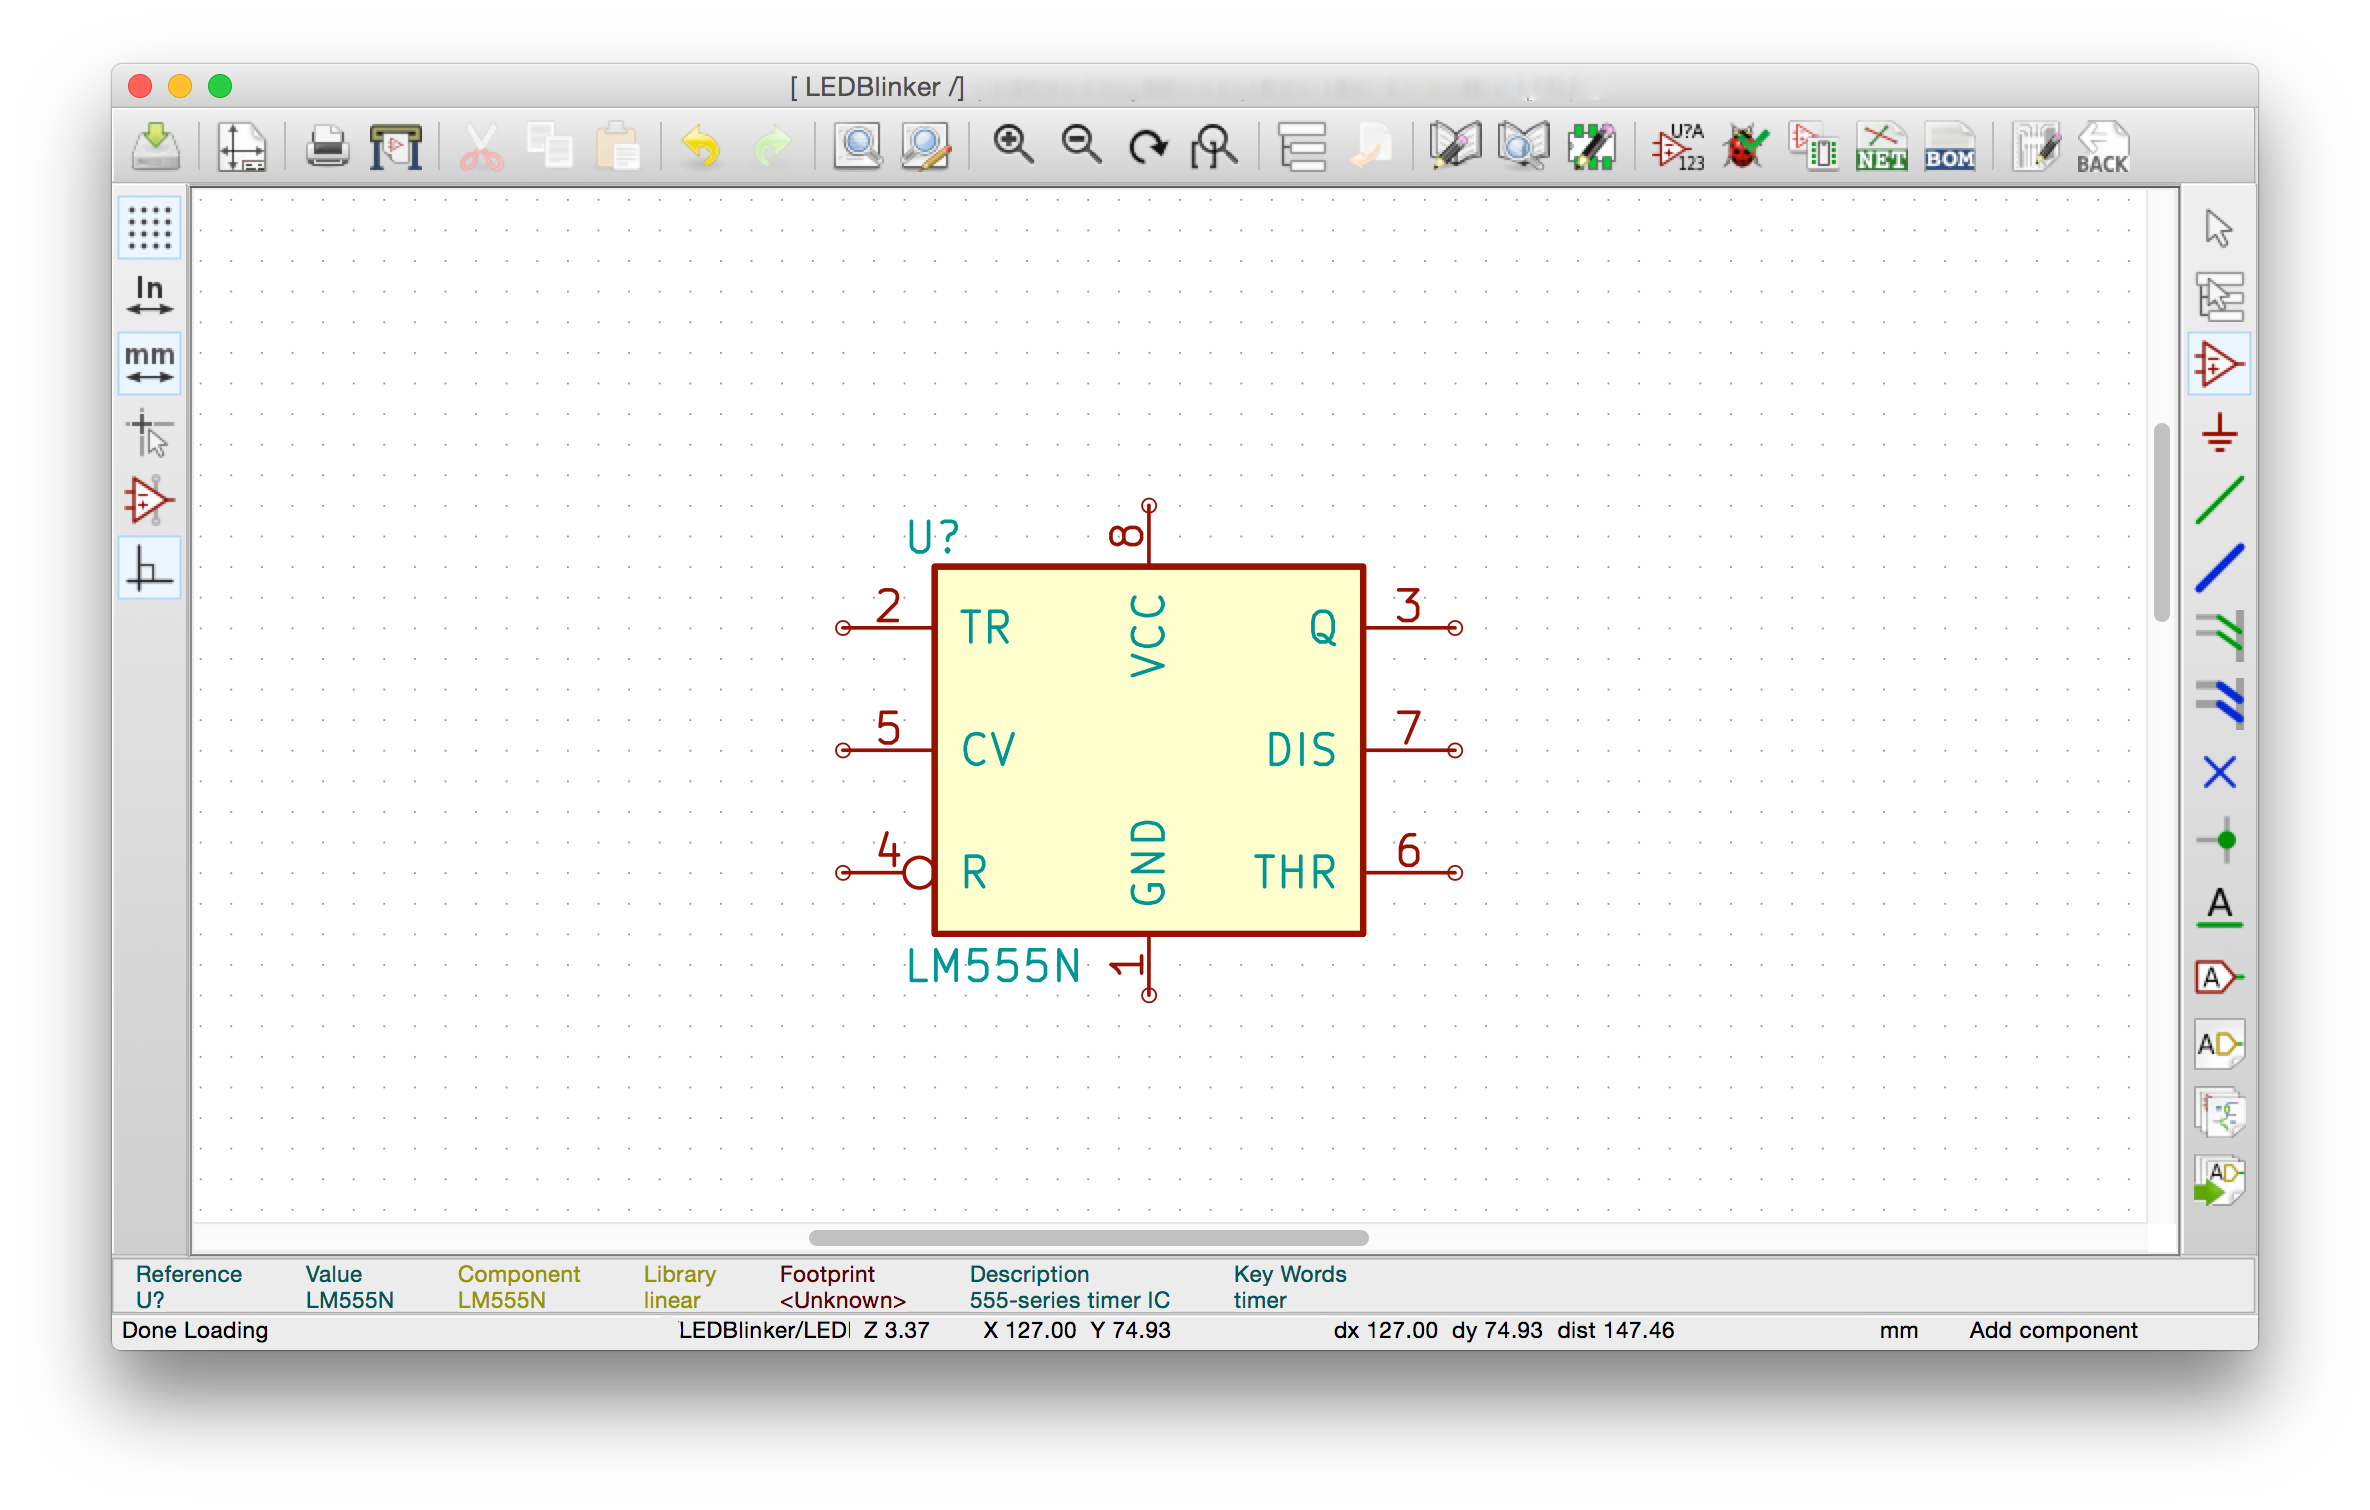 [ LEDBlinker /]
U?A
123
NET
BOM
BACK
In
mm
U?
8
2
TR
VCC
Q
3
5
CV
DIS
7
4
R
GND
THR
6
LM555N
1
A
A
AD
AD
Reference Value Component Library Footprint Description Key Words
U? LM555N LM555N linear <Unknown> 555-series timer IC timer
Done Loading LEDBlinker/LED Z 3.37 X 127.00 Y 74.93 dx 127.00 dy 74.93 dist 147.46 mm Add component